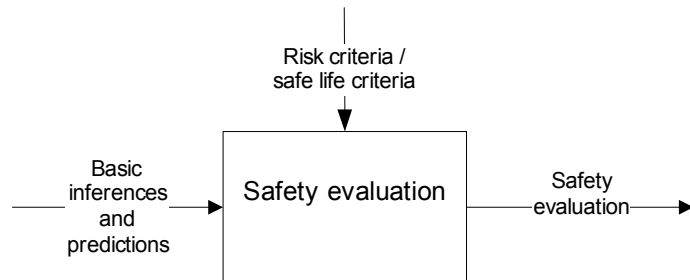 Risk criteria /
safe life criteria
Basic
inferences
and
predictions
Safety evaluation
Safety
evaluation